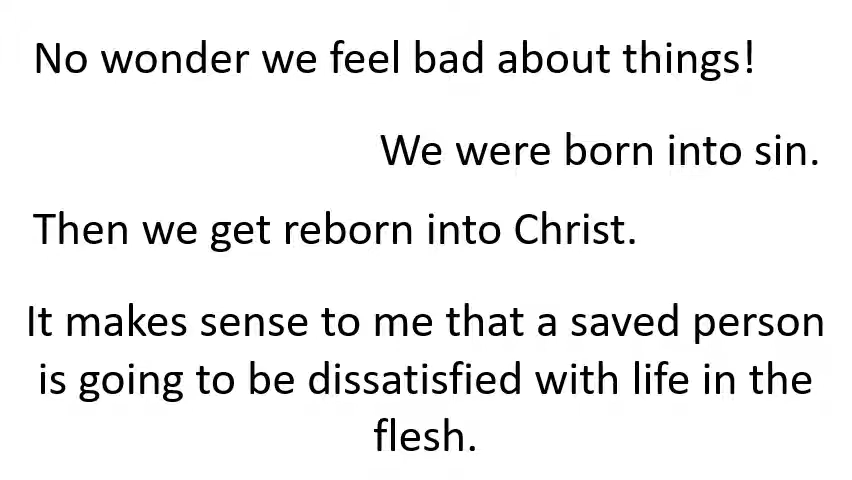 No wonder we feel bad about things!
We were born into sin.
Then we get reborn into Christ.
It makes sense to me that a saved person
is going to be dissatisfied with life in the
flesh.